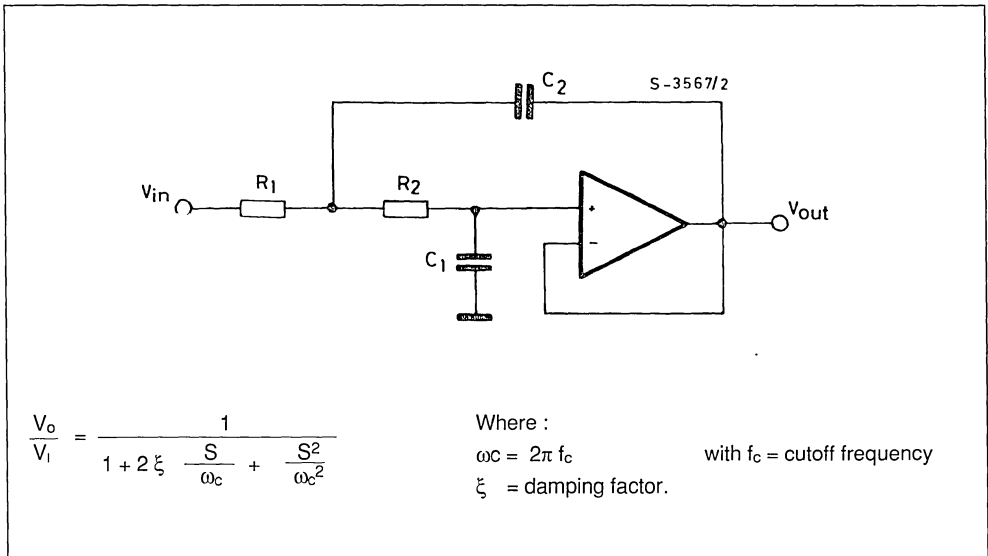 C2
S-3567/2
Vin
R1
R2
C1
+
-
Vout
Vo
VI
=
1
1 + 2 ξ S/ωc + S²/ωc²
Where :
ωc = 2π fc with fc = cutoff frequency
ξ = damping factor.